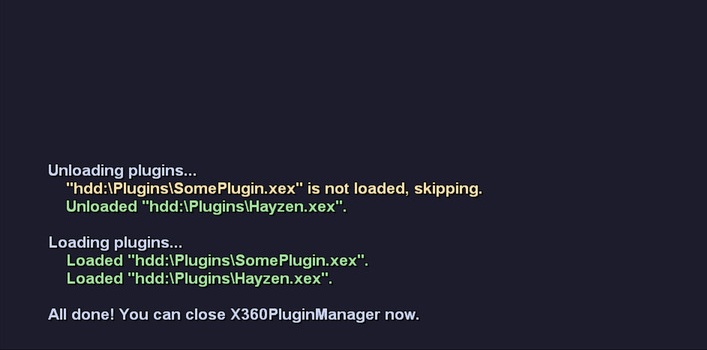 Unloading plugins...
"hdd:\Plugins\SomePlugin.xex" is not loaded, skipping.
Unloaded "hdd:\Plugins\Hayzen.xex".
Loading plugins...
Loaded "hdd:\Plugins\SomePlugin.xex".
Loaded "hdd:\Plugins\Hayzen.xex".
All done! You can close X360PluginManager now.